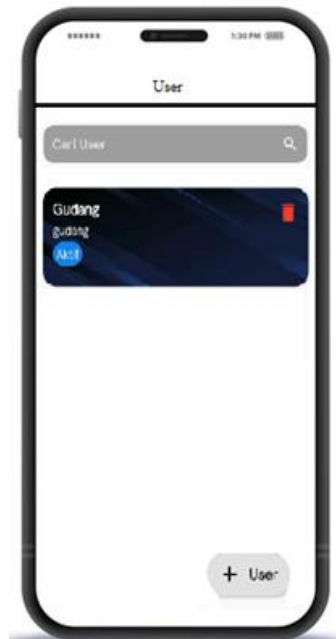 1:30 PM
User
Cari User
Gudang
gudang
Aktif
+ User